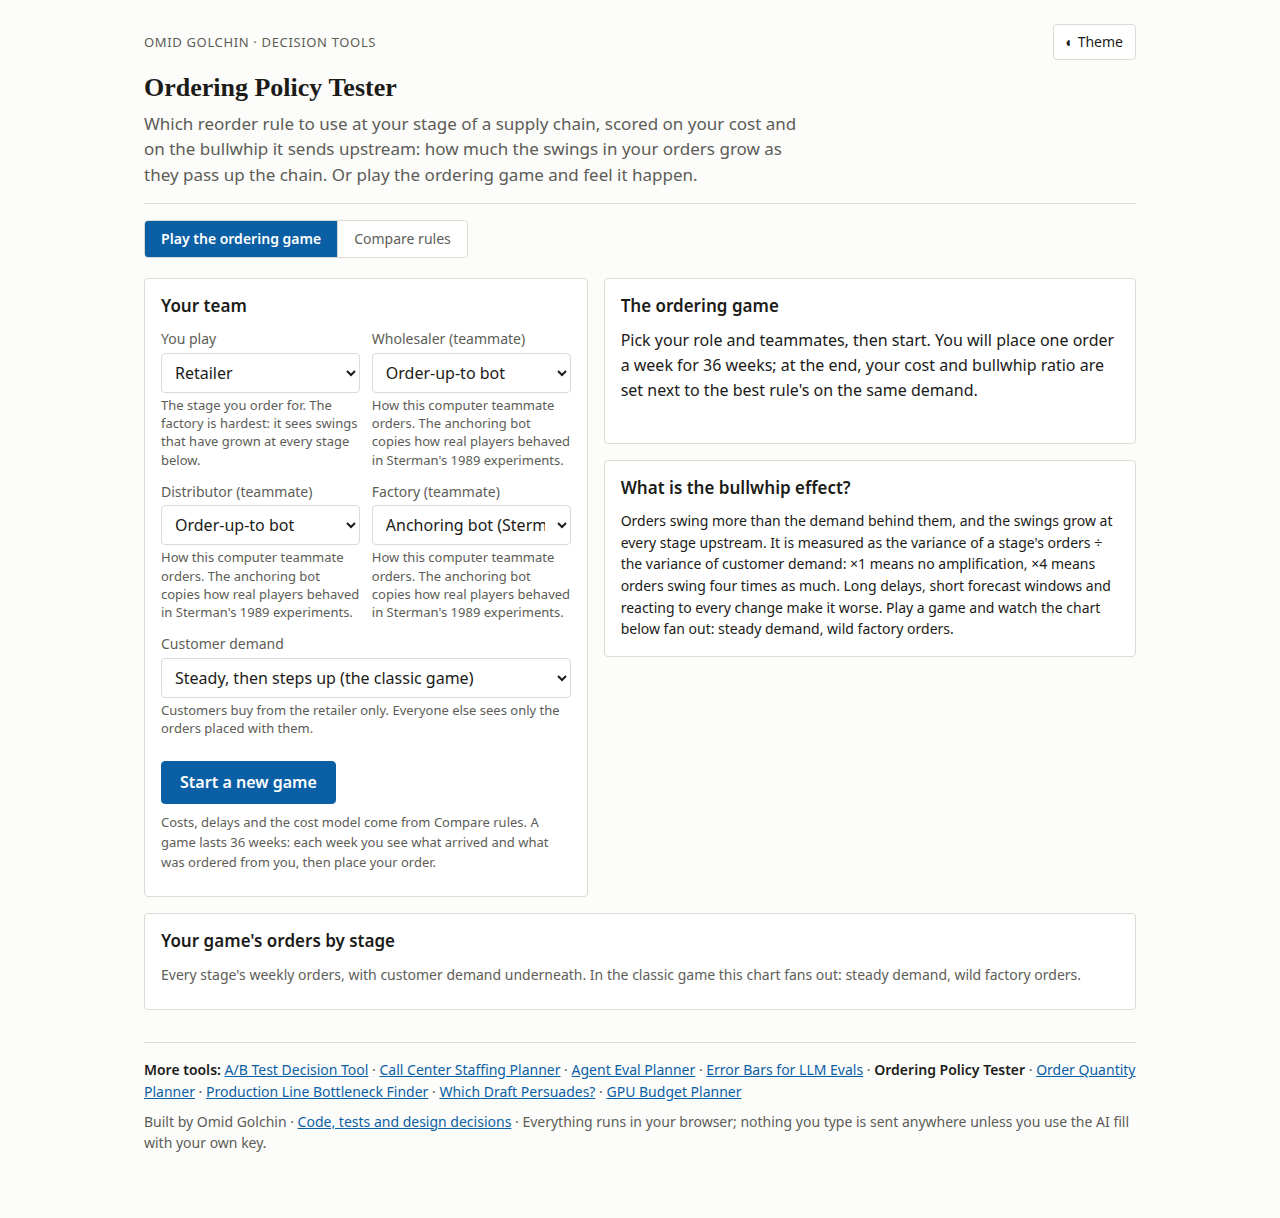 OMID GOLCHIN · DECISION TOOLS
Theme
Ordering Policy Tester
Which reorder rule to use at your stage of a supply chain, scored on your cost and
on the bullwhip it sends upstream: how much the swings in your orders grow as
they pass up the chain. Or play the ordering game and feel it happen.
Play the ordering game
Compare rules
Your team
You play
Retailer
The stage you order for. The
factory is hardest: it sees swings
that have grown at every stage
below.
Wholesaler (teammate)
Order-up-to bot
How this computer teammate
orders. The anchoring bot
copies how real players behaved
in Sterman's 1989 experiments.
Distributor (teammate)
Order-up-to bot
How this computer teammate
orders. The anchoring bot
copies how real players behaved
in Sterman's 1989 experiments.
Factory (teammate)
Anchoring bot (Sterm
How this computer teammate
orders. The anchoring bot
copies how real players behaved
in Sterman's 1989 experiments.
Customer demand
Steady, then steps up (the classic game)
Customers buy from the retailer only. Everyone else sees only the
orders placed with them.
Start a new game
Costs, delays and the cost model come from Compare rules. A
game lasts 36 weeks: each week you see what arrived and what
was ordered from you, then place your order.
The ordering game
Pick your role and teammates, then start. You will place one order
a week for 36 weeks; at the end, your cost and bullwhip ratio are
set next to the best rule's on the same demand.
What is the bullwhip effect?
Orders swing more than the demand behind them, and the swings grow at
every stage upstream. It is measured as the variance of a stage's orders ÷
the variance of customer demand: ×1 means no amplification, ×4 means
orders swing four times as much. Long delays, short forecast windows and
reacting to every change make it worse. Play a game and watch the chart
below fan out: steady demand, wild factory orders.
Your game's orders by stage
Every stage's weekly orders, with customer demand underneath. In the classic game this chart fans out: steady demand, wild factory orders.
More tools: A/B Test Decision Tool · Call Center Staffing Planner · Agent Eval Planner · Error Bars for LLM Evals · Ordering Policy Tester · Order Quantity
Planner · Production Line Bottleneck Finder · Which Draft Persuades? · GPU Budget Planner
Built by Omid Golchin · Code, tests and design decisions · Everything runs in your browser; nothing you type is sent anywhere unless you use the AI fill
with your own key.